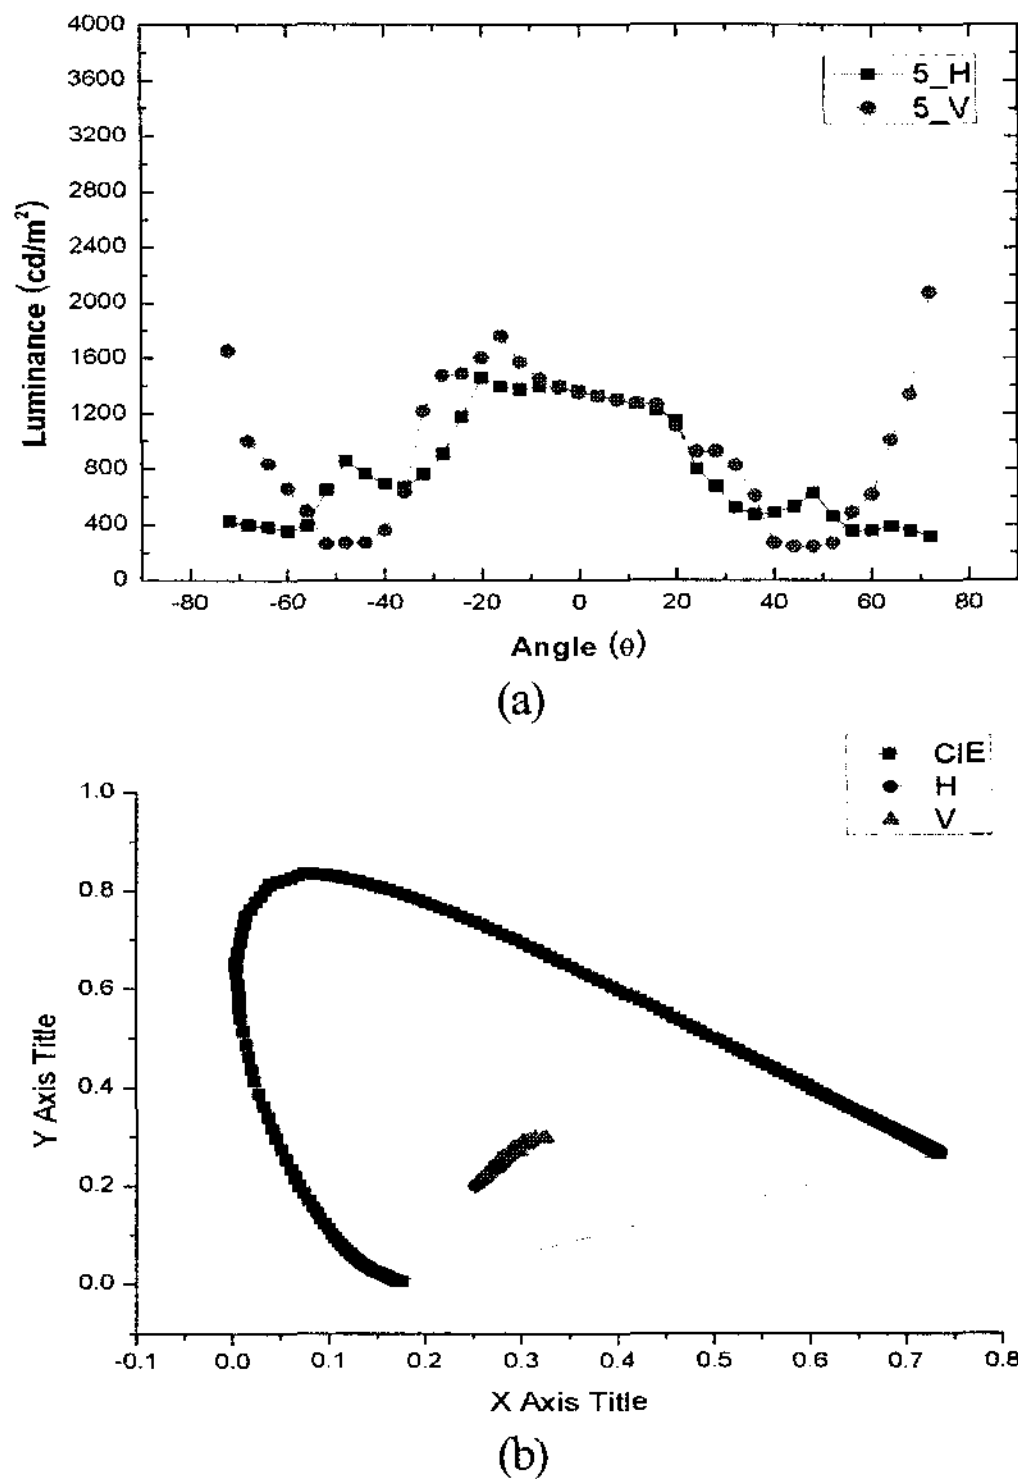 4000
3600
3200
2800
2400
2000
1600
1200
800
400
0
Luminance (cd/m²)
5_H
5_V
-80 -60 -40 -20 0 20 40 60 80
Angle (θ)
(a)
CIE
H
V
1.0
0.8
0.6
0.4
0.2
0.0
Y Axis Title
-0.1 0.0 0.1 0.2 0.3 0.4 0.5 0.6 0.7 0.8
X Axis Title
(b)